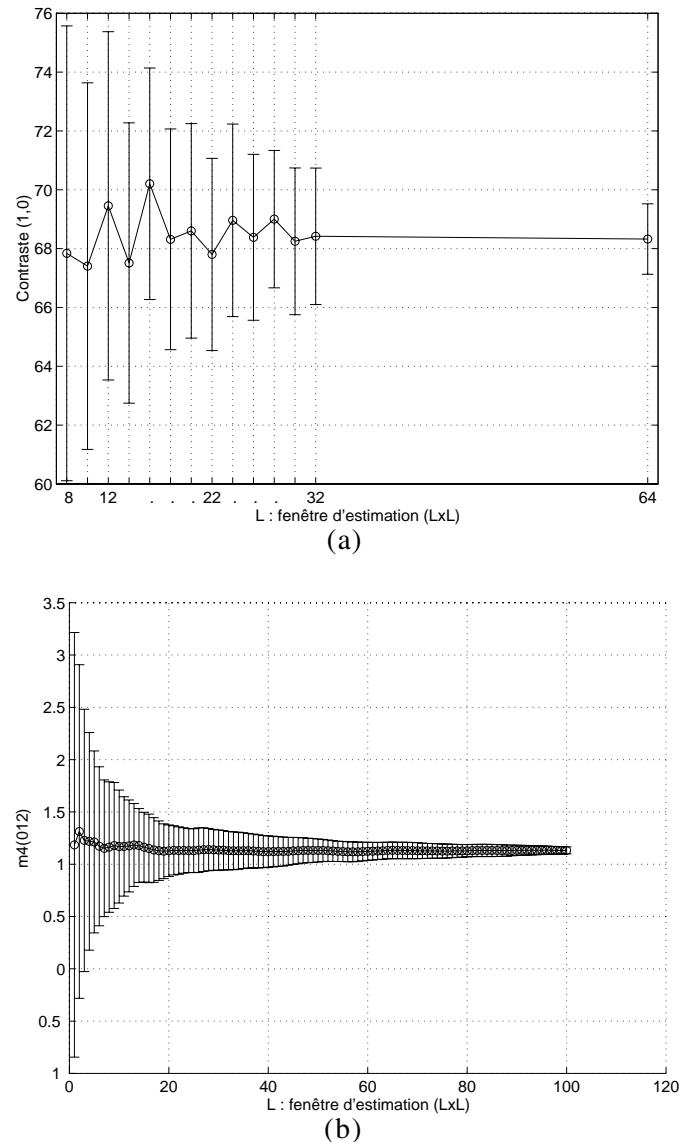 76
74
72
70
68
66
64
62
60
Contraste (1,0)
8 12 . . . 22 . . . 32 64
L : fenêtre d'estimation (LxL)
(a)
3.5
3
2.5
2
1.5
1
0.5
0
0.5
1
m4(012)
0 20 40 60 80 100 120
L : fenêtre d'estimation (LxL)
(b)